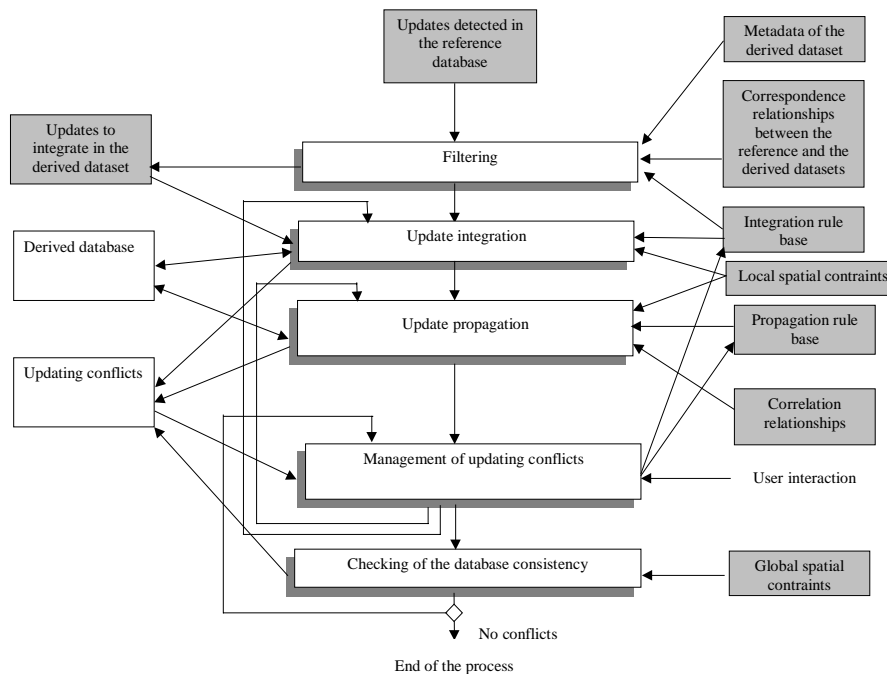 Updates detected in
the reference
database
Metadata of the
derived dataset
Correspondence
relationships
between the
reference and the
derived datasets
Updates to
integrate in the
derived dataset
Filtering
Integration rule
base
Update integration
Derived database
Local spatial contraints
Propagation rule
base
Update propagation
Updating conflicts
Correlation
relationships
Management of updating conflicts
User interaction
Checking of the database consistency
Global spatial
contraints
No conflicts
End of the process